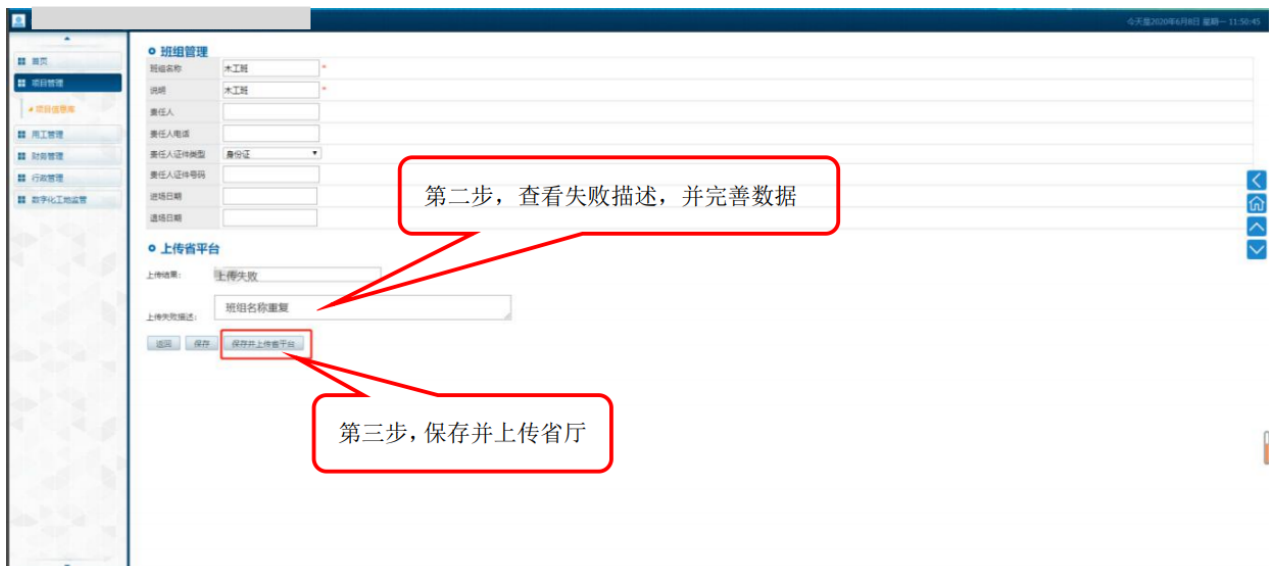 今天是2020年6月8日 星期一 11:50:45
首页
项目管理
项目信息库
用工管理
财务管理
行政管理
数字化工地监管
班组管理
班组名称 木工班 *
说明 木工班 *
责任人
责任人电话
责任人证件类型 身份证
责任人证件号码
进场日期
退场日期
第二步，查看失败描述，并完善数据
上传省平台
上传结果： 上传失败
上传失败描述： 班组名称重复
返回 保存 保存并上传省平台
第三步，保存并上传省厅